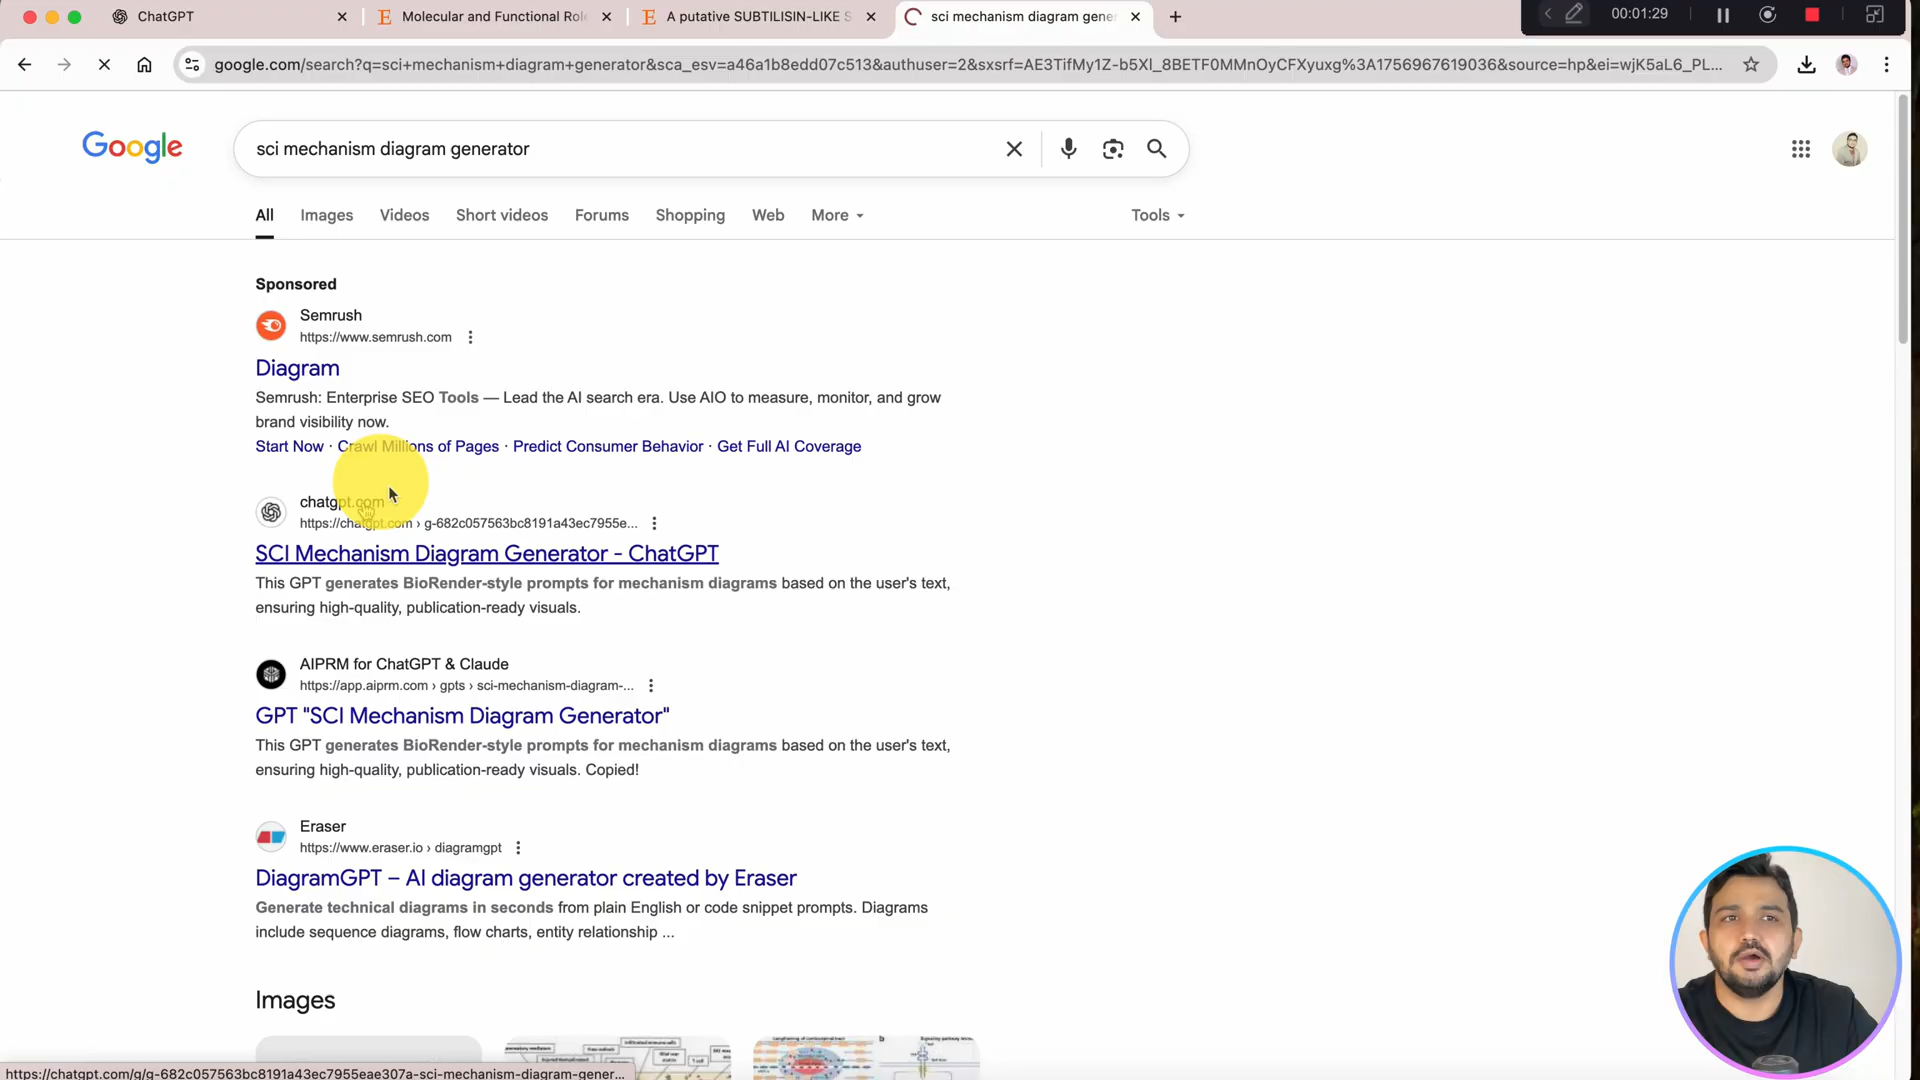 ChatGPT
Molecular and Functional Role
A putative SUBTILISIN-LIKE S
sci mechanism diagram gener
00:01:29
google.com/search?q=sci+mechanism+diagram+generator&sca_esv=a46a1b8edd07c513&authuser=2&sxsrf=AE3TifMy1Z-b5XI_8BETF0MMnOyCFXyuxg%3A1756967619036&source=hp&ei=wjK5aL6_PL...
Google
sci mechanism diagram generator
All
Images
Videos
Short videos
Forums
Shopping
Web
More
Tools
Sponsored
Semrush
https://www.semrush.com
Diagram
Semrush: Enterprise SEO Tools — Lead the AI search era. Use AIO to measure, monitor, and grow
brand visibility now.
Start Now · Crawl Millions of Pages · Predict Consumer Behavior · Get Full AI Coverage
chatgpt.com
https://chatgpt.com › g-682c057563bc8191a43ec7955e...
SCI Mechanism Diagram Generator - ChatGPT
This GPT generates BioRender-style prompts for mechanism diagrams based on the user's text,
ensuring high-quality, publication-ready visuals.
AIPRM for ChatGPT & Claude
https://app.aiprm.com › gpts › sci-mechanism-diagram-...
GPT "SCI Mechanism Diagram Generator"
This GPT generates BioRender-style prompts for mechanism diagrams based on the user's text,
ensuring high-quality, publication-ready visuals. Copied!
Eraser
https://www.eraser.io › diagramgpt
DiagramGPT – AI diagram generator created by Eraser
Generate technical diagrams in seconds from plain English or code snippet prompts. Diagrams
include sequence diagrams, flow charts, entity relationship ...
Images
https://chatgpt.com/g/g-682c057563bc8191a43ec7955eae307a-sci-mechanism-diagram-gener...